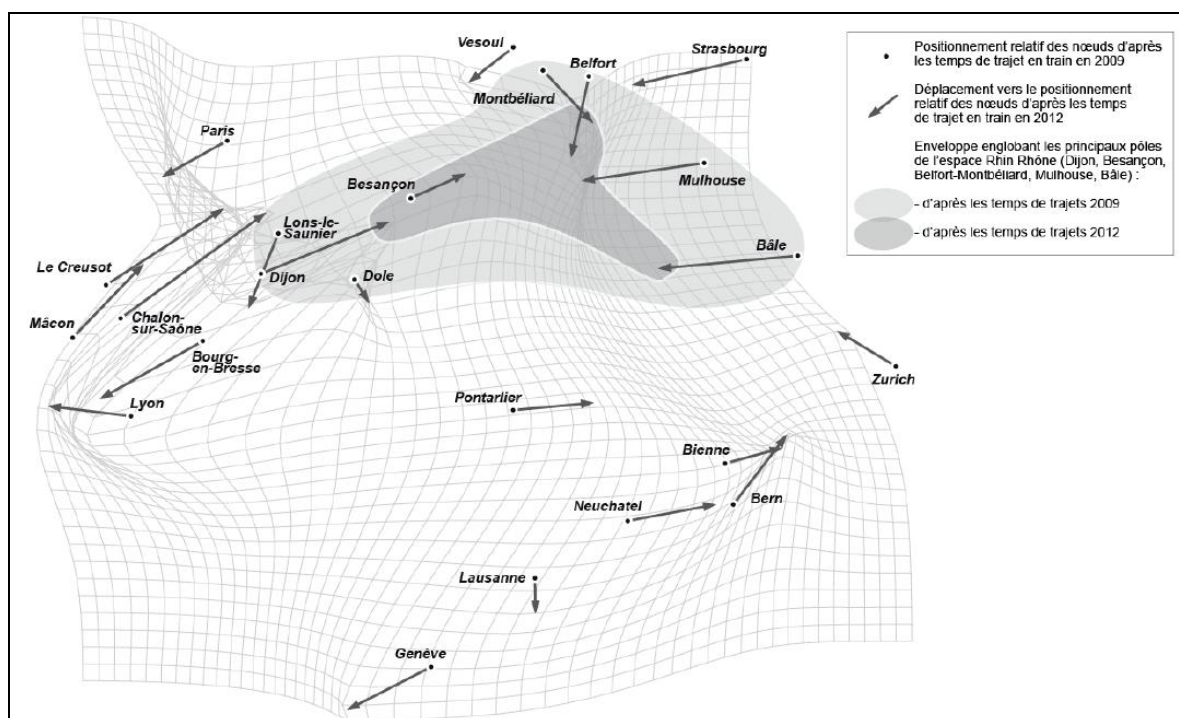 Vesoul
Belfort
Strasbourg
Montbéliard
Paris
Besançon
Mulhouse
Lons-le-
Saunier
Bâle
Le Creusot
Dijon
Dole
Mâcon
Chalon-
sur-Saône
Bourg-
en-Bresse
Zurich
Lyon
Pontarlier
Bienne
Neuchatel
Bern
Lausanne
Genève
Positionnement relatif des nœuds d'après
les temps de trajet en train en 2009
Déplacement vers le positionnement
relatif des nœuds d'après les temps
de trajet en train en 2012
Enveloppe englobant les principaux pôles
de l'espace Rhin Rhône (Dijon, Besançon,
Belfort-Montbéliard, Mulhouse, Bâle) :
- d'après les temps de trajets 2009
- d'après les temps de trajets 2012